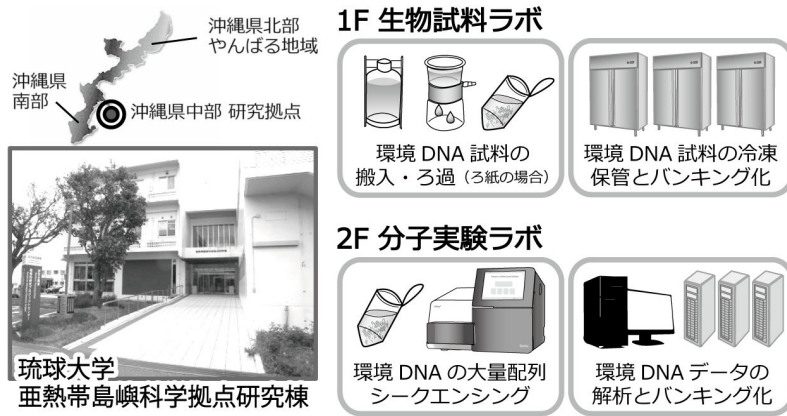 沖縄県北部
やんばる地域
沖縄県
南部
沖縄県中部 研究拠点
琉球大学
亜熱帯島嶼科学拠点研究棟
1F 生物試料ラボ
環境 DNA 試料の
搬入・ろ過（ろ紙の場合）
環境 DNA 試料の冷凍
保管とバンキング化
2F 分子実験ラボ
環境 DNA の大量配列
シークエンシング
環境 DNA データの
解析とバンキング化